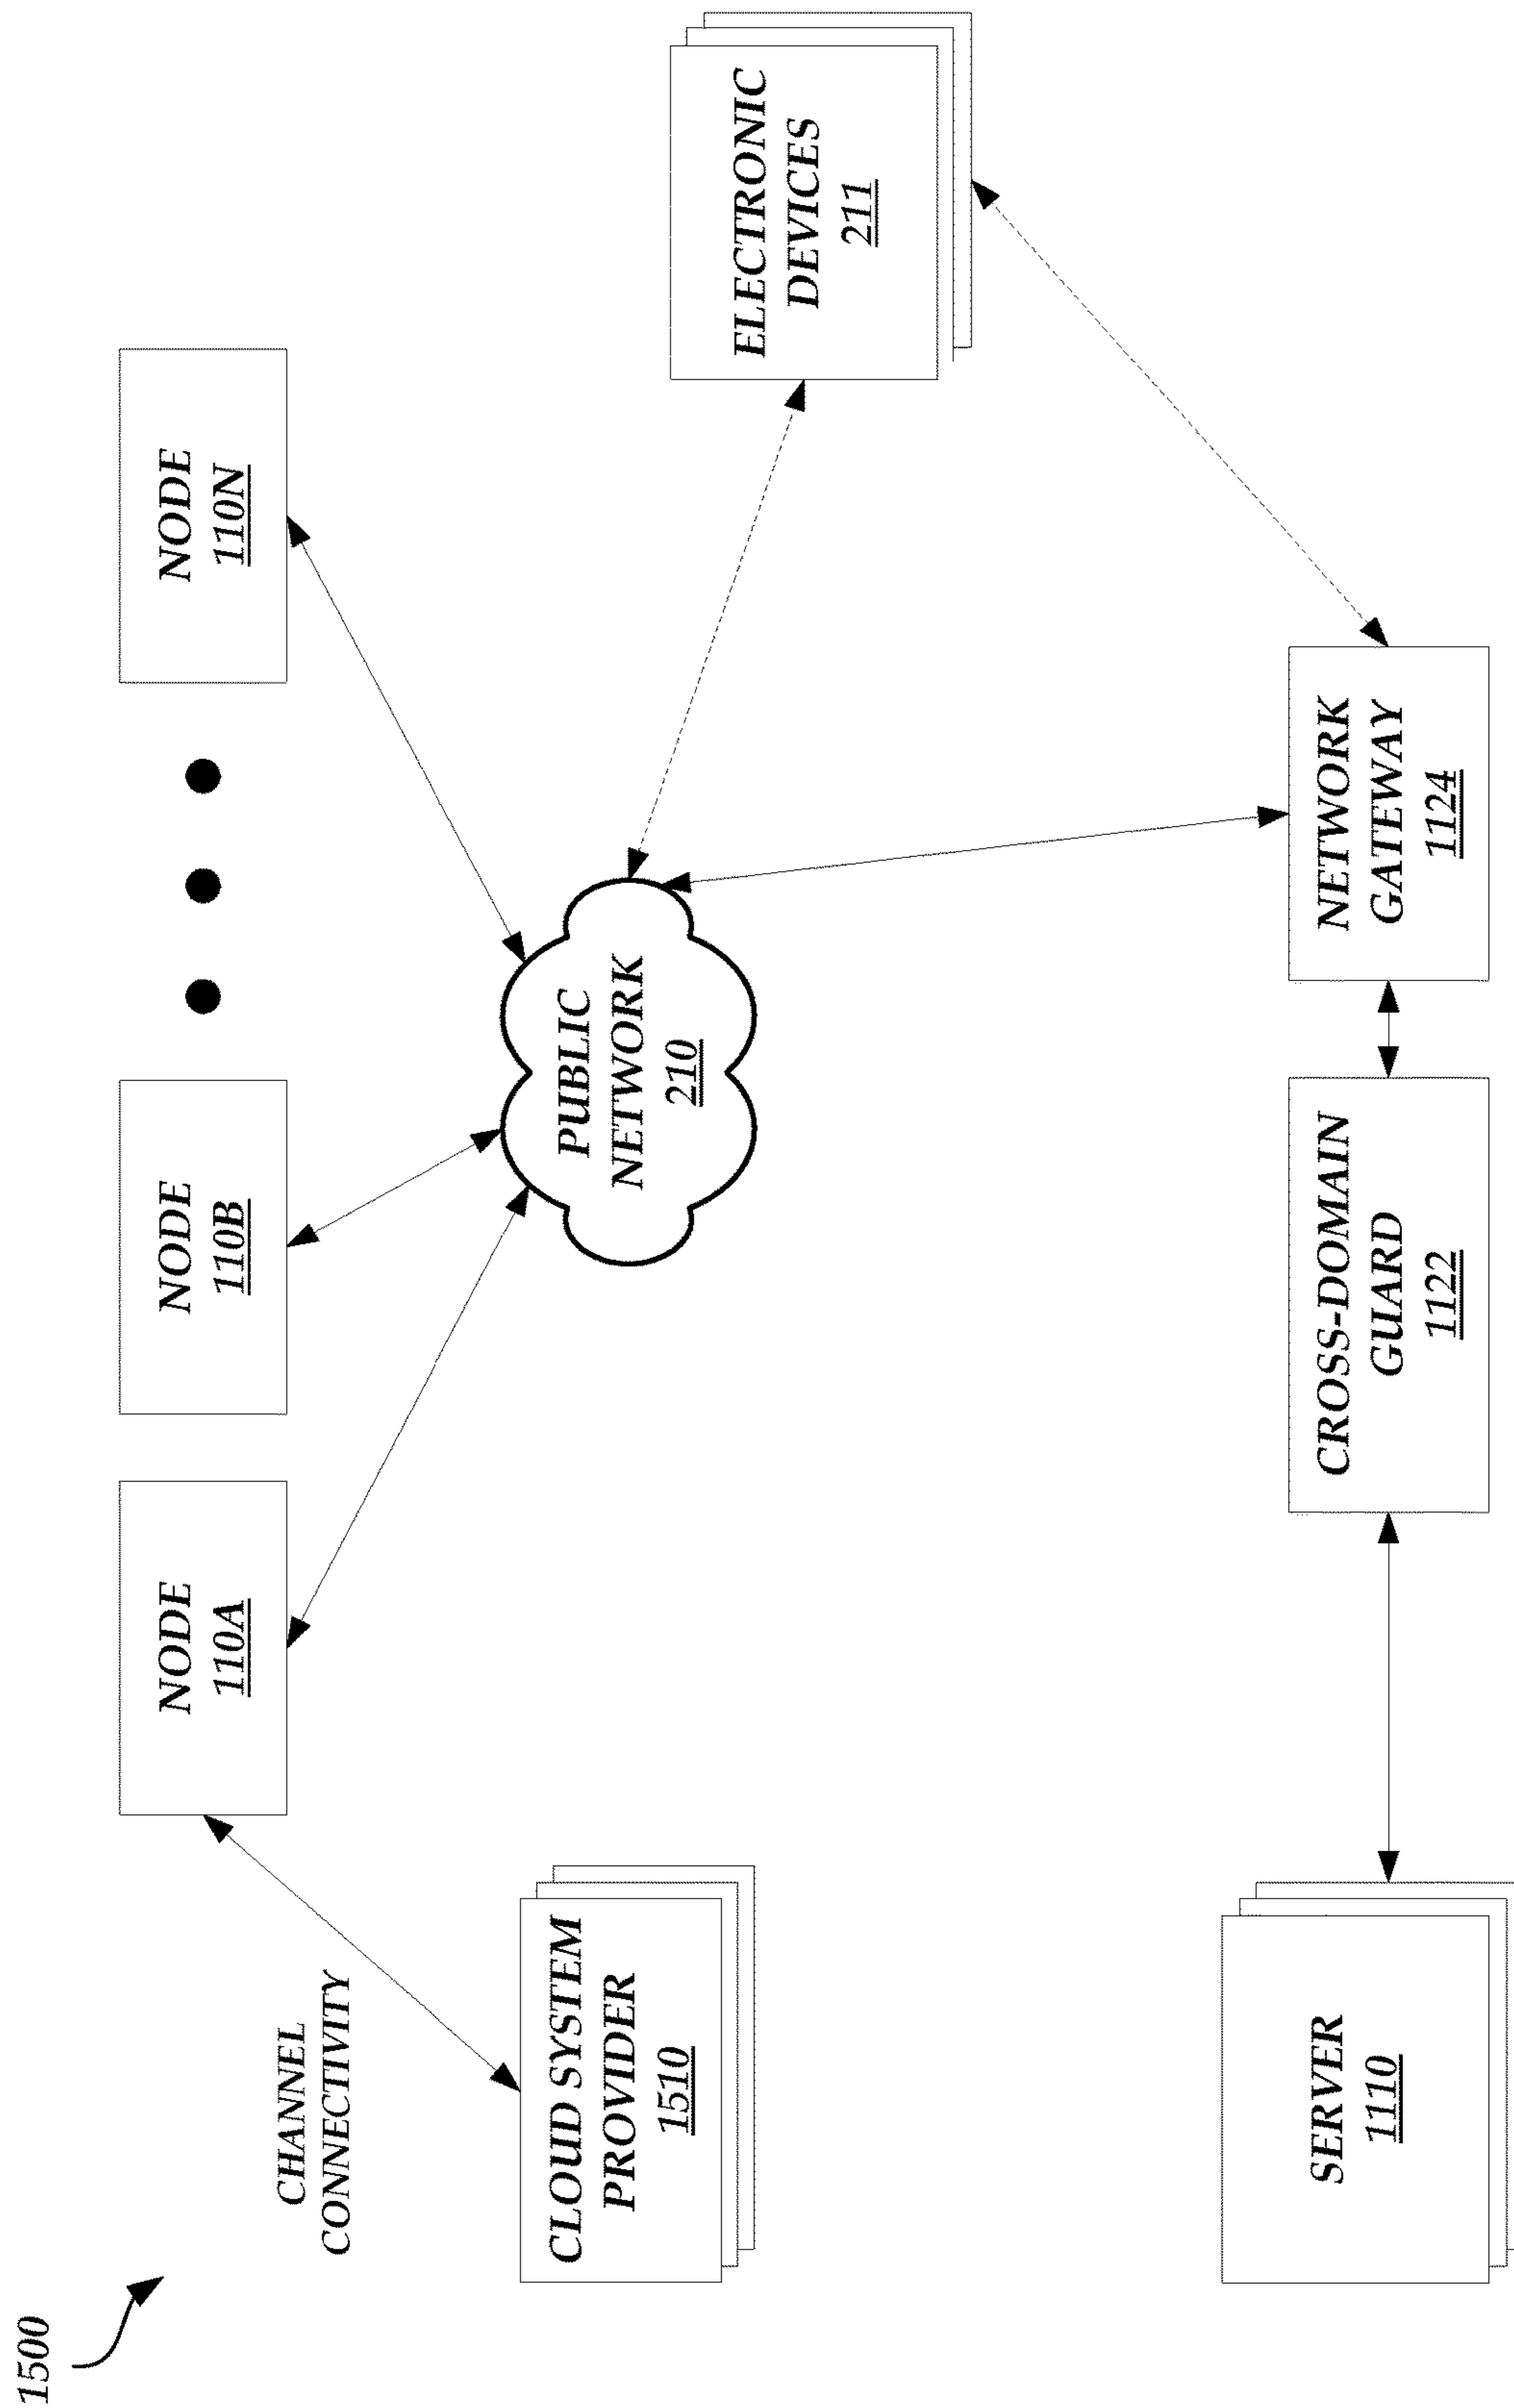 1500
CHANNEL
CONNECTIVITY
NODE
110A
NODE
110B
NODE
110N
CLOUD SYSTEM
PROVIDER
1510
PUBLIC
NETWORK
210
ELECTRONIC
DEVICES
211
SERVER
1110
CROSS-DOMAIN
GUARD
1122
NETWORK
GATEWAY
1124